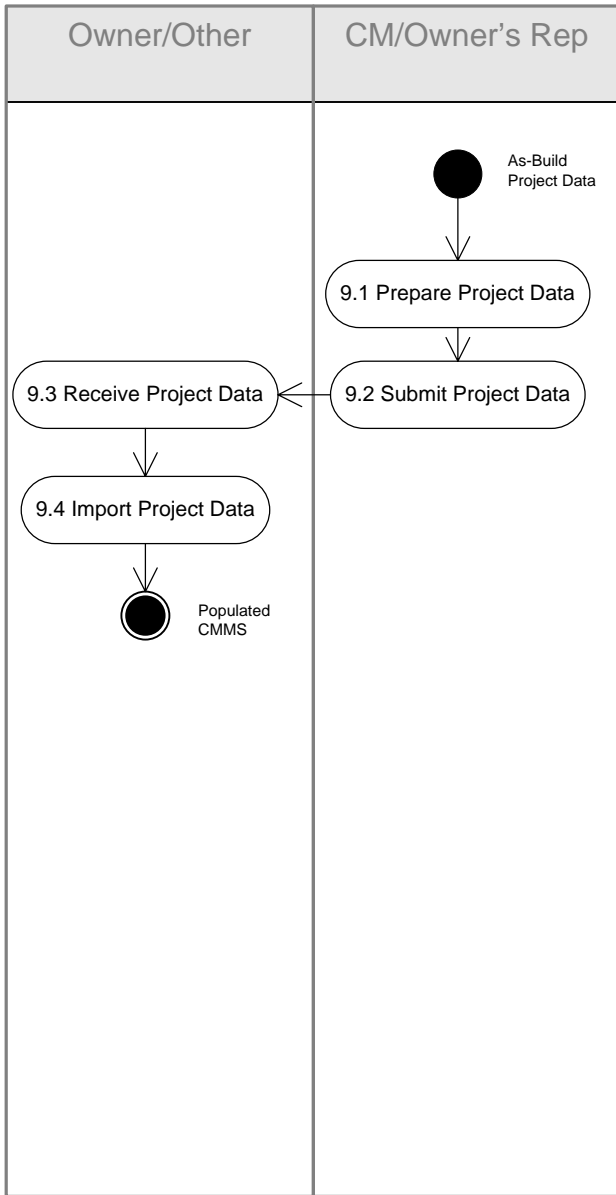 Owner/Other
CM/Owner's Rep
As-Build
Project Data
9.1 Prepare Project Data
9.3 Receive Project Data
9.2 Submit Project Data
9.4 Import Project Data
Populated
CMMS